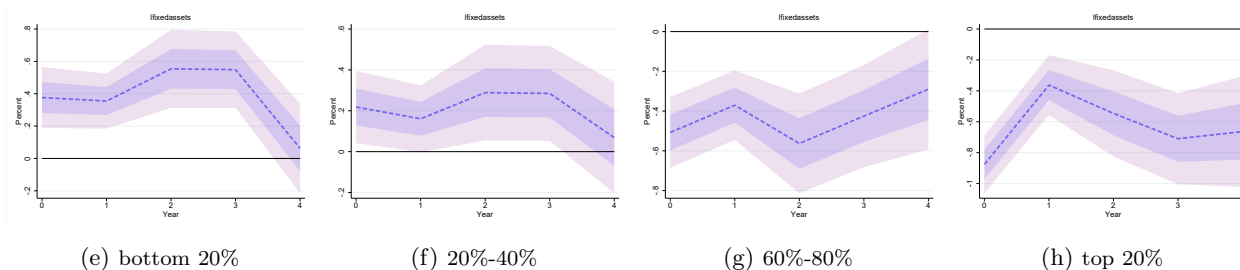 lfixedassets
Percent
.8
.6
.4
.2
0
-.2
0 1 2 3 4
Year
(e) bottom 20%
lfixedassets
Percent
.6
.4
.2
0
-.2
0 1 2 3 4
Year
(f) 20%-40%
lfixedassets
Percent
0
-.2
-.4
-.6
-.8
0 1 2 3 4
Year
(g) 60%-80%
lfixedassets
Percent
0
-.2
-.4
-.6
-.8
-1
0 1 2 3
Year
(h) top 20%